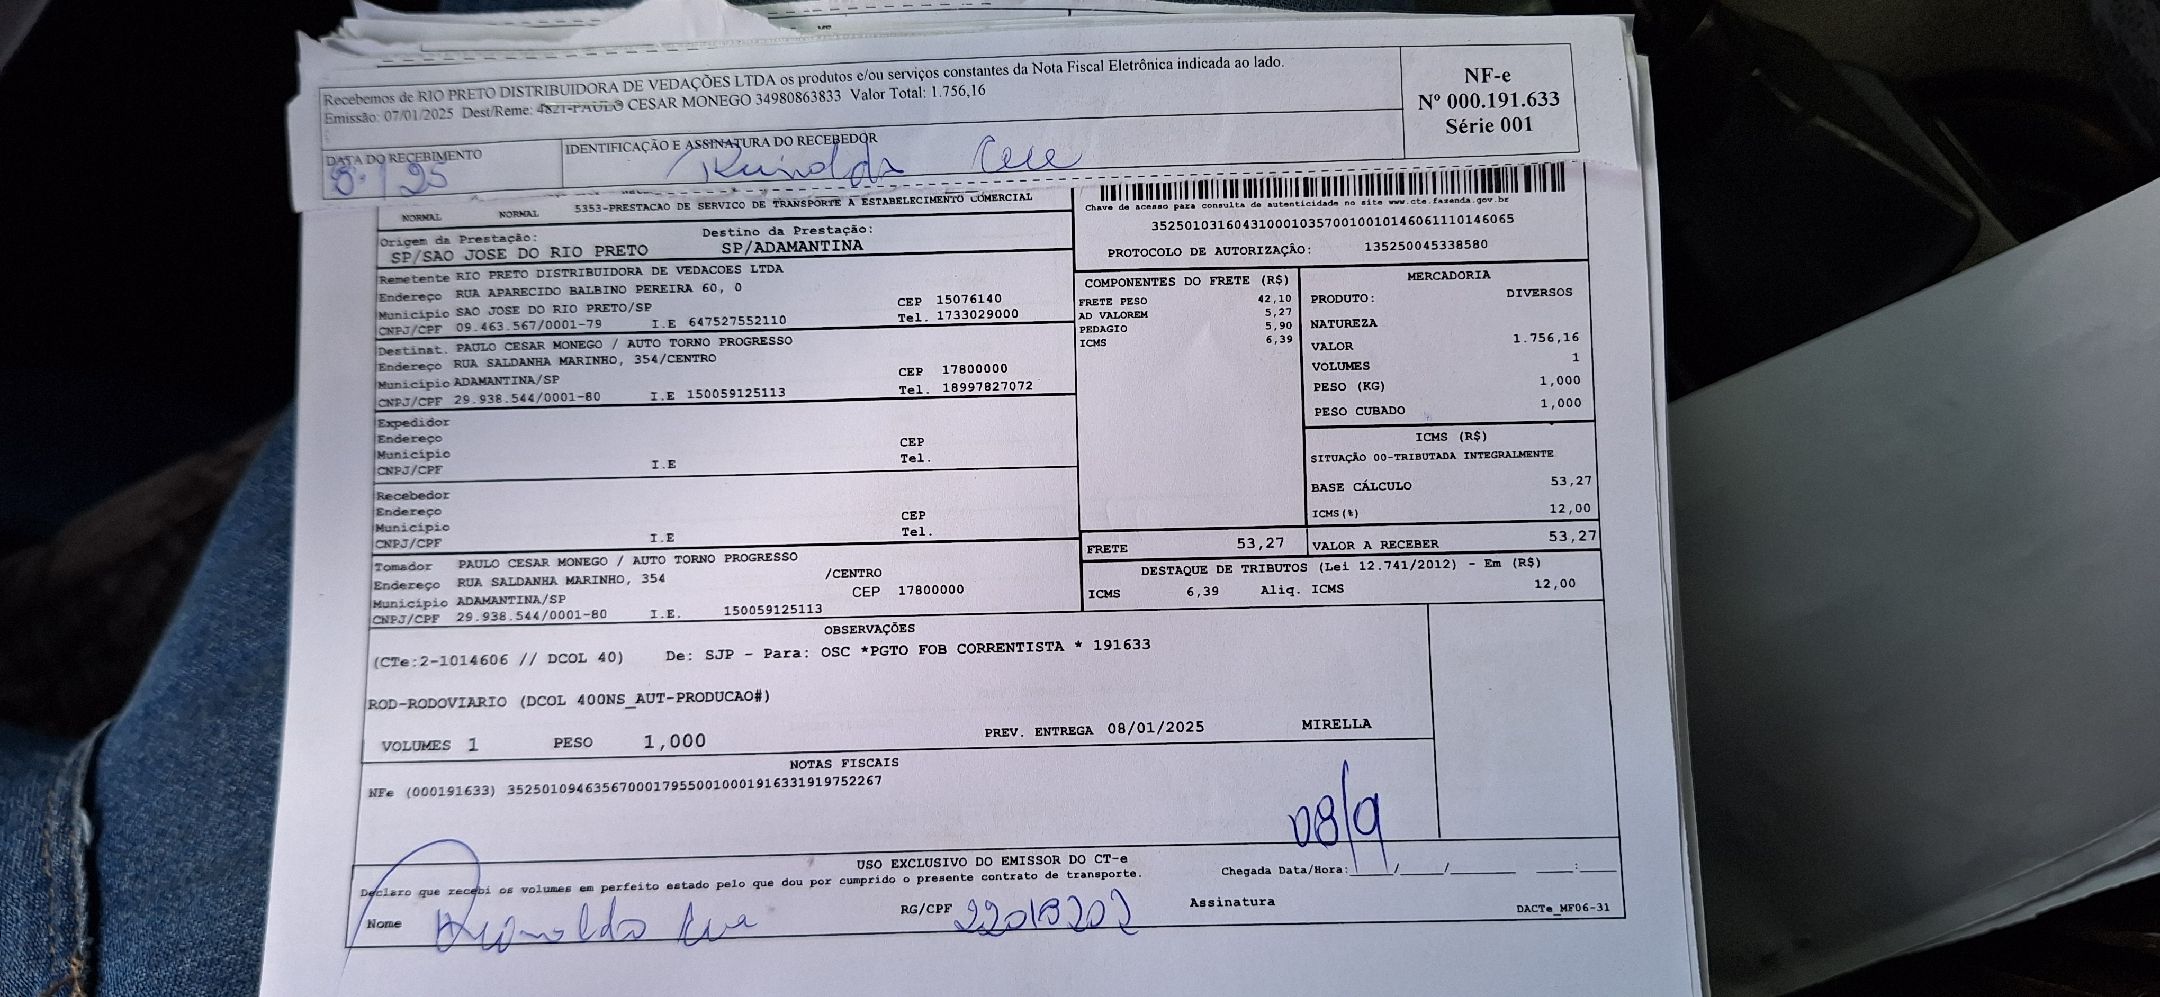 Recebemos de RIO PRETO DISTRIBUIDORA DE VEDAÇÕES LTDA os produtos e/ou serviços constantes da Nota Fiscal Eletrônica indicada ao lado.
Emissão: 07/01/2025 Dest/Reme: 4821-PAULO CESAR MONEGO 34980863833 Valor Total: 1.756,16
NF-e
Nº 000.191.633
Série 001
DATA DO RECEBIMENTO
IDENTIFICAÇÃO E ASSINATURA DO RECEBEDOR
NORMAL NORMAL 5353-PRESTACAO DE SERVICO DE TRANSPORTE A ESTABELECIMENTO COMERCIAL
Chave de acesso para consulta de autenticidade no site www.cte.fazenda.gov.br
35250103160431000103570010010146061110146065
PROTOCOLO DE AUTORIZAÇÃO: 135250045338580
Origem da Prestação: Destino da Prestação:
SP/SAO JOSE DO RIO PRETO SP/ADAMANTINA
Remetente RIO PRETO DISTRIBUIDORA DE VEDACOES LTDA
Endereço RUA APARECIDO BALBINO PEREIRA 60, 0
Município SAO JOSE DO RIO PRETO/SP CEP 15076140
CNPJ/CPF 09.463.567/0001-79 I.E 647527552110 Tel. 1733029000
Destinat. PAULO CESAR MONEGO / AUTO TORNO PROGRESSO
Endereço RUA SALDANHA MARINHO, 354/CENTRO
Município ADAMANTINA/SP CEP 17800000
CNPJ/CPF 29.938.544/0001-80 I.E 150059125113 Tel. 18997827072
Expedidor
Endereço
Município CEP
CNPJ/CPF I.E Tel.
Recebedor
Endereço
Município CEP
CNPJ/CPF I.E Tel.
Tomador PAULO CESAR MONEGO / AUTO TORNO PROGRESSO
Endereço RUA SALDANHA MARINHO, 354 /CENTRO
Município ADAMANTINA/SP CEP 17800000
CNPJ/CPF 29.938.544/0001-80 I.E. 150059125113
COMPONENTES DO FRETE (R$)
FRETE PESO 42,10
AD VALOREM 5,27
PEDAGIO 5,90
ICMS 6,39
MERCADORIA
PRODUTO: DIVERSOS
NATUREZA
VALOR 1.756,16
VOLUMES 1
PESO (KG) 1,000
PESO CUBADO 1,000
ICMS (R$)
SITUAÇÃO 00-TRIBUTADA INTEGRALMENTE
BASE CÁLCULO 53,27
ICMS(%) 12,00
FRETE 53,27 VALOR A RECEBER 53,27
DESTAQUE DE TRIBUTOS (Lei 12.741/2012) - Em (R$)
ICMS 6,39 Aliq. ICMS 12,00
OBSERVAÇÕES
(CTe:2-1014606 // DCOL 40) De: SJP - Para: OSC *PGTO FOB CORRENTISTA * 191633
ROD-RODOVIARIO (DCOL 400NS_AUT-PRODUCAO#)
VOLUMES 1 PESO 1,000 PREV. ENTREGA 08/01/2025 MIRELLA
NOTAS FISCAIS
NFe (000191633) 35250109463567000179550010001916331919752267
08/9
USO EXCLUSIVO DO EMISSOR DO CT-e
Declaro que recebi os volumes em perfeito estado pelo que dou por cumprido o presente contrato de transporte.
Chegada Data/Hora: __/__/____ __:__
Nome RG/CPF Assinatura
DACTe_MF06-31